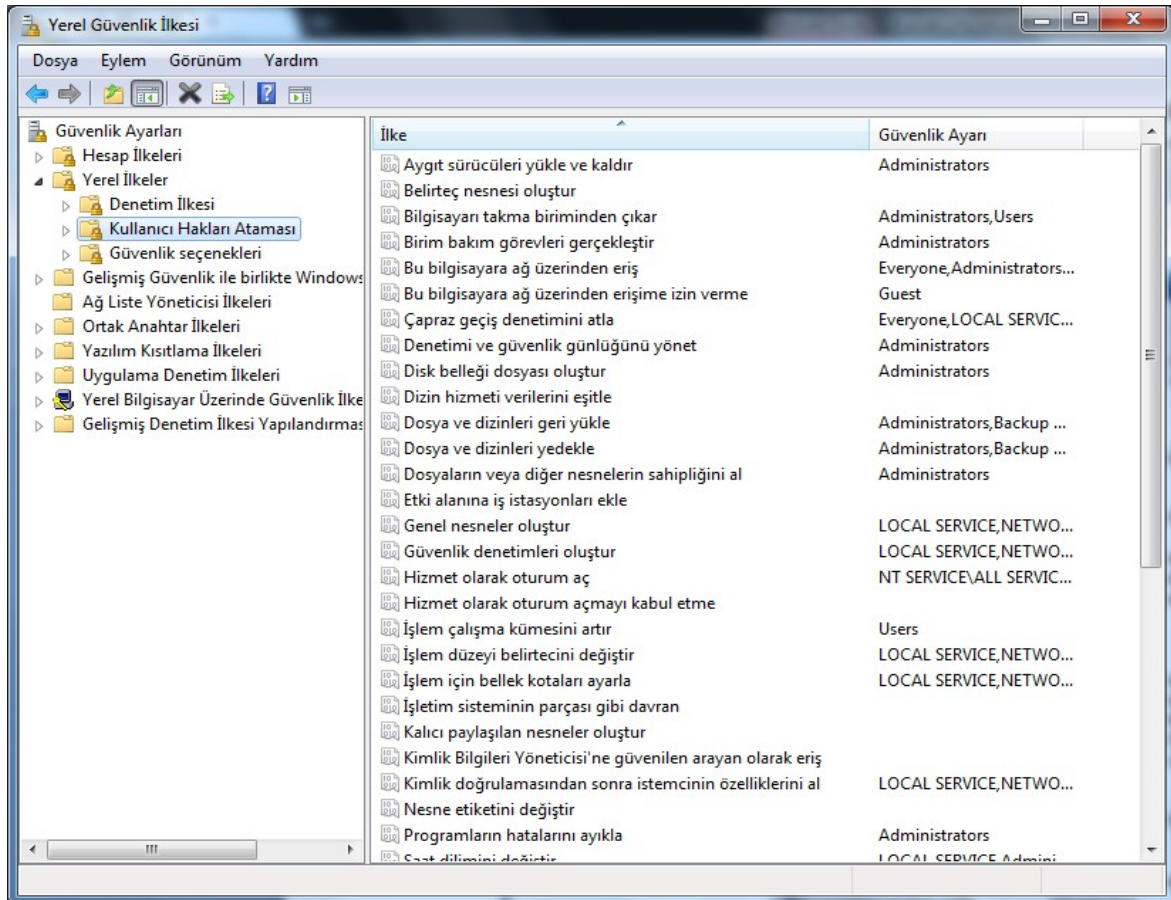 Yerel Güvenlik İlkesi
Dosya Eylem Görünüm Yardım
Güvenlik Ayarları
Hesap İlkeleri
Yerel İlkeler
Denetim İlkesi
Kullanıcı Hakları Ataması
Güvenlik seçenekleri
Gelişmiş Güvenlik ile birlikte Windows
Ağ Liste Yöneticisi İlkeleri
Ortak Anahtar İlkeleri
Yazılım Kısıtlama İlkeleri
Uygulama Denetim İlkeleri
Yerel Bilgisayar Üzerinde Güvenlik İlke
Gelişmiş Denetim İlkesi Yapılandırmas
İlke Güvenlik Ayarı
Aygıt sürücüleri yükle ve kaldır Administrators
Belirteç nesnesi oluştur
Bilgisayarı takma biriminden çıkar Administrators,Users
Birim bakım görevleri gerçekleştir Administrators
Bu bilgisayara ağ üzerinden eriş Everyone,Administrators...
Bu bilgisayara ağ üzerinden erişime izin verme Guest
Çapraz geçiş denetimini atla Everyone,LOCAL SERVIC...
Denetimi ve güvenlik günlüğünü yönet Administrators
Disk belleği dosyası oluştur Administrators
Dizin hizmeti verilerini eşitle
Dosya ve dizinleri geri yükle Administrators,Backup ...
Dosya ve dizinleri yedekle Administrators,Backup ...
Dosyaların veya diğer nesnelerin sahipliğini al Administrators
Etki alanına iş istasyonları ekle
Genel nesneler oluştur LOCAL SERVICE,NETWO...
Güvenlik denetimleri oluştur LOCAL SERVICE,NETWO...
Hizmet olarak oturum aç NT SERVICE\ALL SERVIC...
Hizmet olarak oturum açmayı kabul etme
İşlem çalışma kümesini artır Users
İşlem düzeyi belirtecini değiştir LOCAL SERVICE,NETWO...
İşlem için bellek kotaları ayarla LOCAL SERVICE,NETWO...
İşletim sisteminin parçası gibi davran
Kalıcı paylaşılan nesneler oluştur
Kimlik Bilgileri Yöneticisi'ne güvenilen arayan olarak eriş
Kimlik doğrulamasından sonra istemcinin özelliklerini al LOCAL SERVICE,NETWO...
Nesne etiketini değiştir
Programların hatalarını ayıkla Administrators
Saat dilimini değiştir LOCAL SERVICE,Admini...